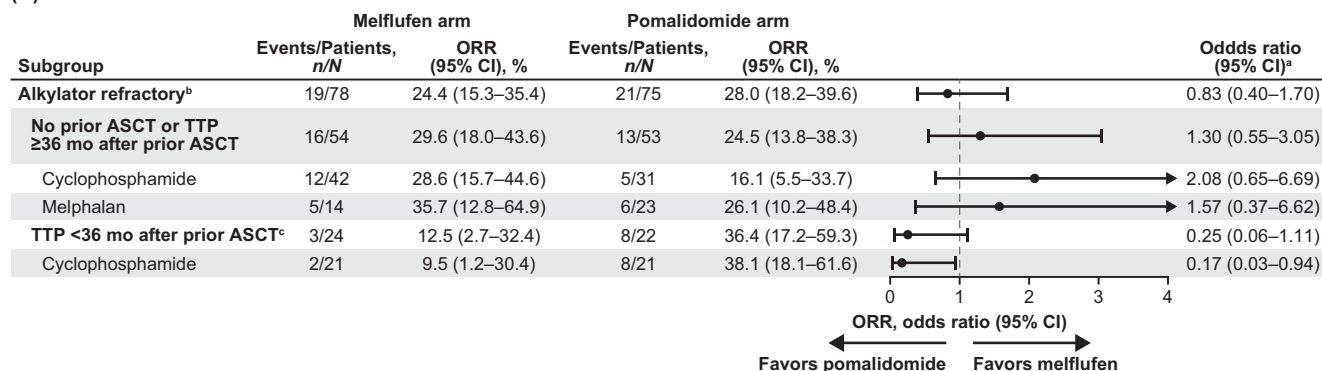 Melflufen arm Pomalidomide arm
Events/Patients, ORR Events/Patients, ORR Oddds ratio
Subgroup n/N (95% CI), % n/N (95% CI), % (95% CI)ᵃ
Alkylator refractoryᵇ 19/78 24.4 (15.3–35.4) 21/75 28.0 (18.2–39.6) 0.83 (0.40–1.70)
No prior ASCT or TTP
≥36 mo after prior ASCT 16/54 29.6 (18.0–43.6) 13/53 24.5 (13.8–38.3) 1.30 (0.55–3.05)
Cyclophosphamide 12/42 28.6 (15.7–44.6) 5/31 16.1 (5.5–33.7) 2.08 (0.65–6.69)
Melphalan 5/14 35.7 (12.8–64.9) 6/23 26.1 (10.2–48.4) 1.57 (0.37–6.62)
TTP <36 mo after prior ASCTᶜ 3/24 12.5 (2.7–32.4) 8/22 36.4 (17.2–59.3) 0.25 (0.06–1.11)
Cyclophosphamide 2/21 9.5 (1.2–30.4) 8/21 38.1 (18.1–61.6) 0.17 (0.03–0.94)
0 1 2 3 4
ORR, odds ratio (95% CI)
Favors pomalidomide Favors melflufen